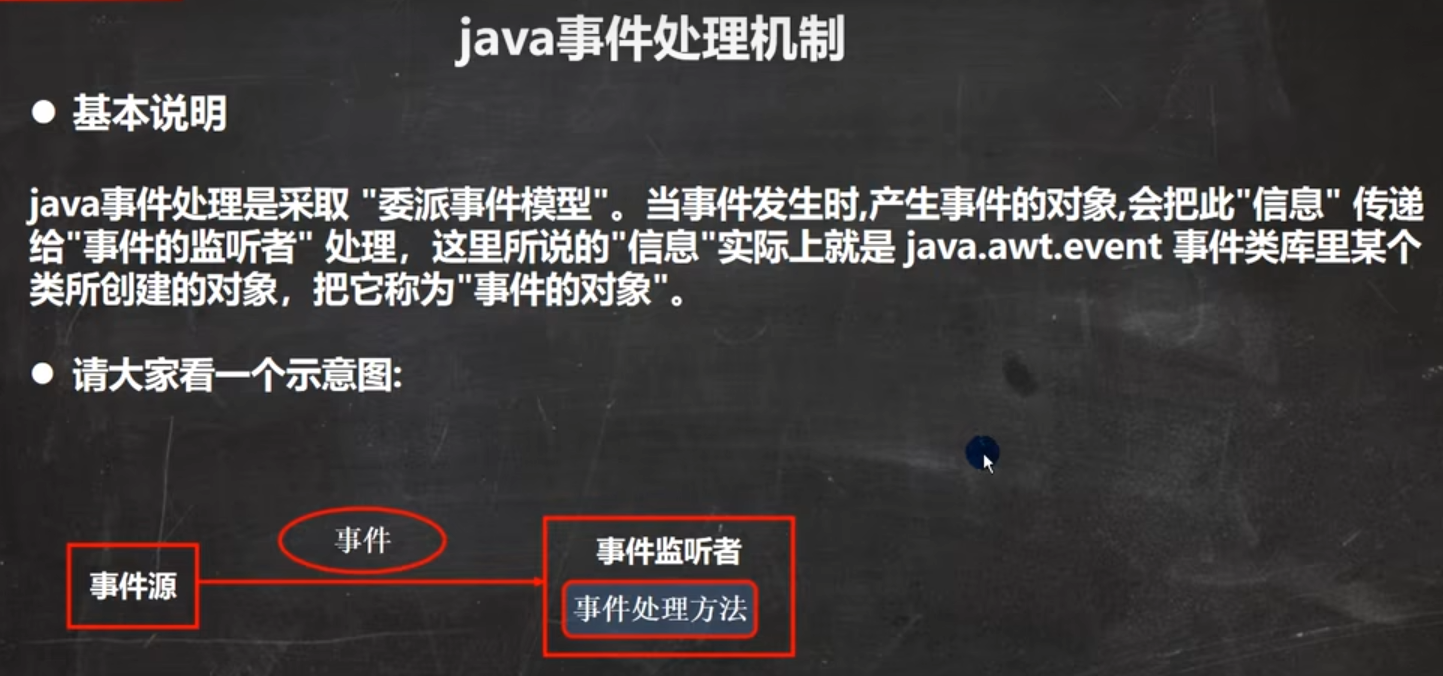 java事件处理机制
● 基本说明
java事件处理是采取 "委派事件模型"。当事件发生时,产生事件的对象,会把此"信息" 传递
给"事件的监听者" 处理，这里所说的"信息"实际上就是 java.awt.event 事件类库里某个
类所创建的对象，把它称为"事件的对象"。
● 请大家看一个示意图:
事件
事件源
事件监听者
事件处理方法